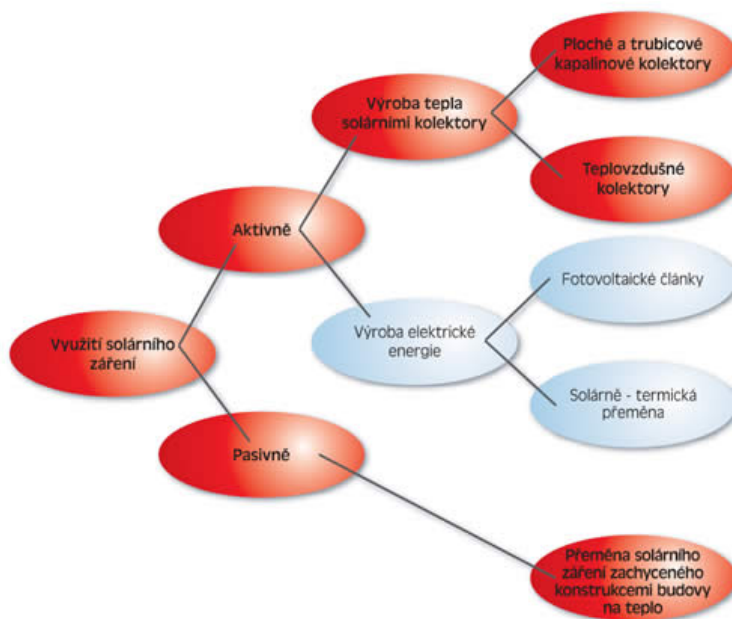 Ploché a trubicové
kapalinové kolektory
Výroba tepla
solárními kolektory
Teplovzdušné
kolektory
Aktivně
Fotovoltaické články
Výroba elektrické
energie
Využití solárního
záření
Solárně - termická
přeměna
Pasivně
Přeměna solárního
záření zachyceného
konstrukcemi budovy
na teplo